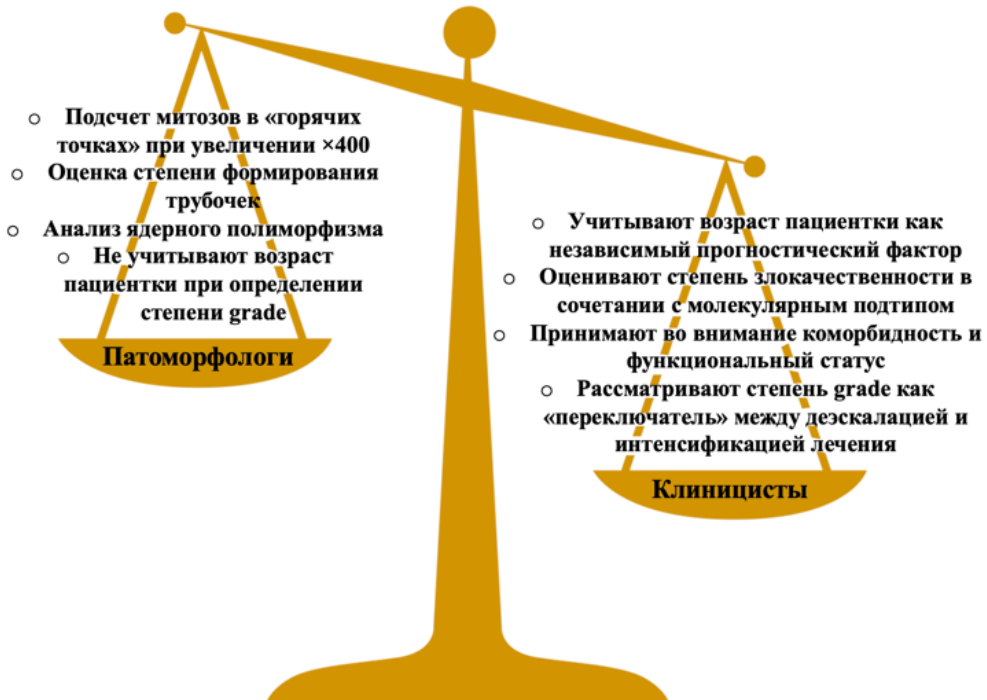 o Подсчет митозов в «горячих
точках» при увеличении ×400
o Оценка степени формирования
трубочек
o Анализ ядерного полиморфизма
o Не учитывают возраст
пациентки при определении
степени grade
Патоморфологи
o Учитывают возраст пациентки как
независимый прогностический фактор
o Оценивают степень злокачественности в
сочетании с молекулярным подтипом
o Принимают во внимание коморбидность и
функциональный статус
o Рассматривают степень grade как
«переключатель» между деэскалацией и
интенсификацией лечения
Клиницисты